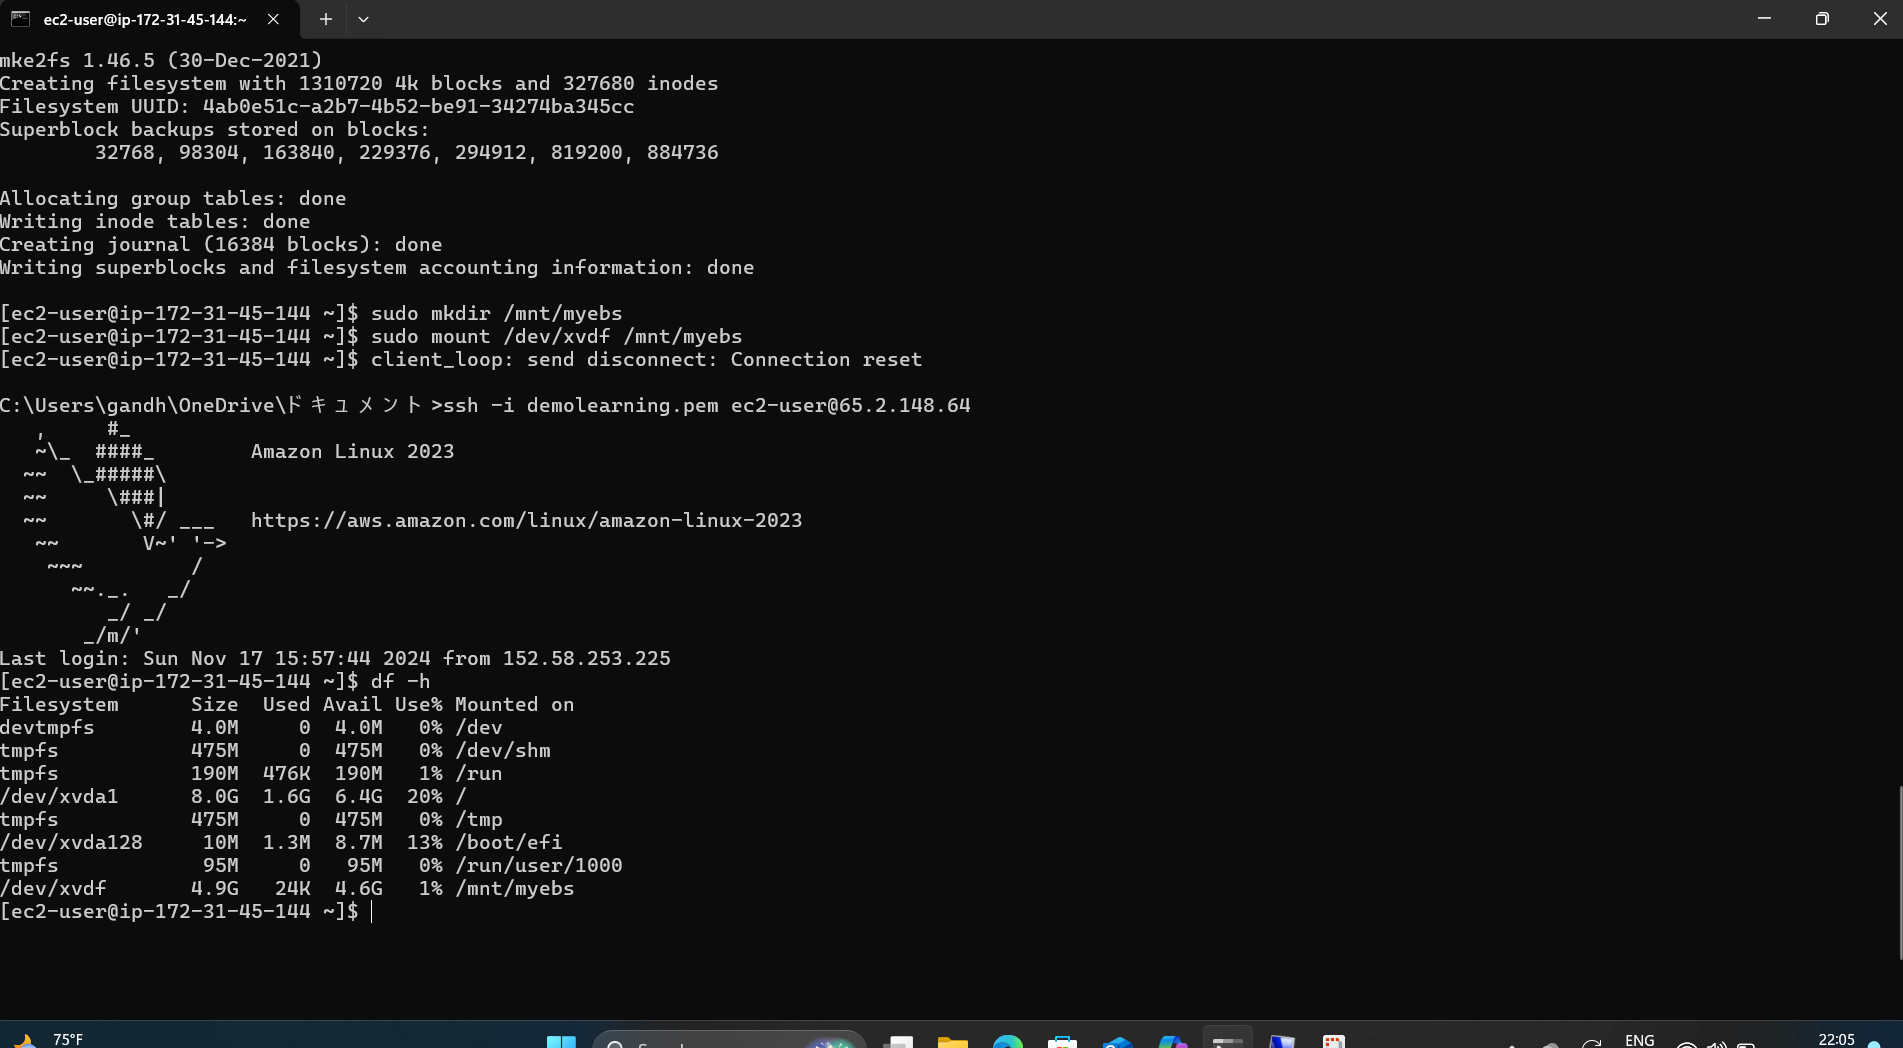 ec2-user@ip-172-31-45-144:~
mke2fs 1.46.5 (30-Dec-2021)
Creating filesystem with 1310720 4k blocks and 327680 inodes
Filesystem UUID: 4ab0e51c-a2b7-4b52-be91-34274ba345cc
Superblock backups stored on blocks:
        32768, 98304, 163840, 229376, 294912, 819200, 884736
Allocating group tables: done
Writing inode tables: done
Creating journal (16384 blocks): done
Writing superblocks and filesystem accounting information: done
[ec2-user@ip-172-31-45-144 ~]$ sudo mkdir /mnt/myebs
[ec2-user@ip-172-31-45-144 ~]$ sudo mount /dev/xvdf /mnt/myebs
[ec2-user@ip-172-31-45-144 ~]$ client_loop: send disconnect: Connection reset
C:\Users\gandh\OneDrive\ドキュメント>ssh -i demolearning.pem ec2-user@65.2.148.64
   ,     #_
   ~\_  ####_        Amazon Linux 2023
  ~~  \_#####\
  ~~     \###|
  ~~       \#/ ___   https://aws.amazon.com/linux/amazon-linux-2023
   ~~       V~' '->
    ~~~         /
      ~~._.   _/
         _/ _/
       _/m/'
Last login: Sun Nov 17 15:57:44 2024 from 152.58.253.225
[ec2-user@ip-172-31-45-144 ~]$ df -h
Filesystem      Size  Used Avail Use% Mounted on
devtmpfs        4.0M     0  4.0M   0% /dev
tmpfs           475M     0  475M   0% /dev/shm
tmpfs           190M  476K  190M   1% /run
/dev/xvda1      8.0G  1.6G  6.4G  20% /
tmpfs           475M     0  475M   0% /tmp
/dev/xvda128     10M  1.3M  8.7M  13% /boot/efi
tmpfs            95M     0   95M   0% /run/user/1000
/dev/xvdf       4.9G   24K  4.6G   1% /mnt/myebs
[ec2-user@ip-172-31-45-144 ~]$
75°F
ENG
22:05